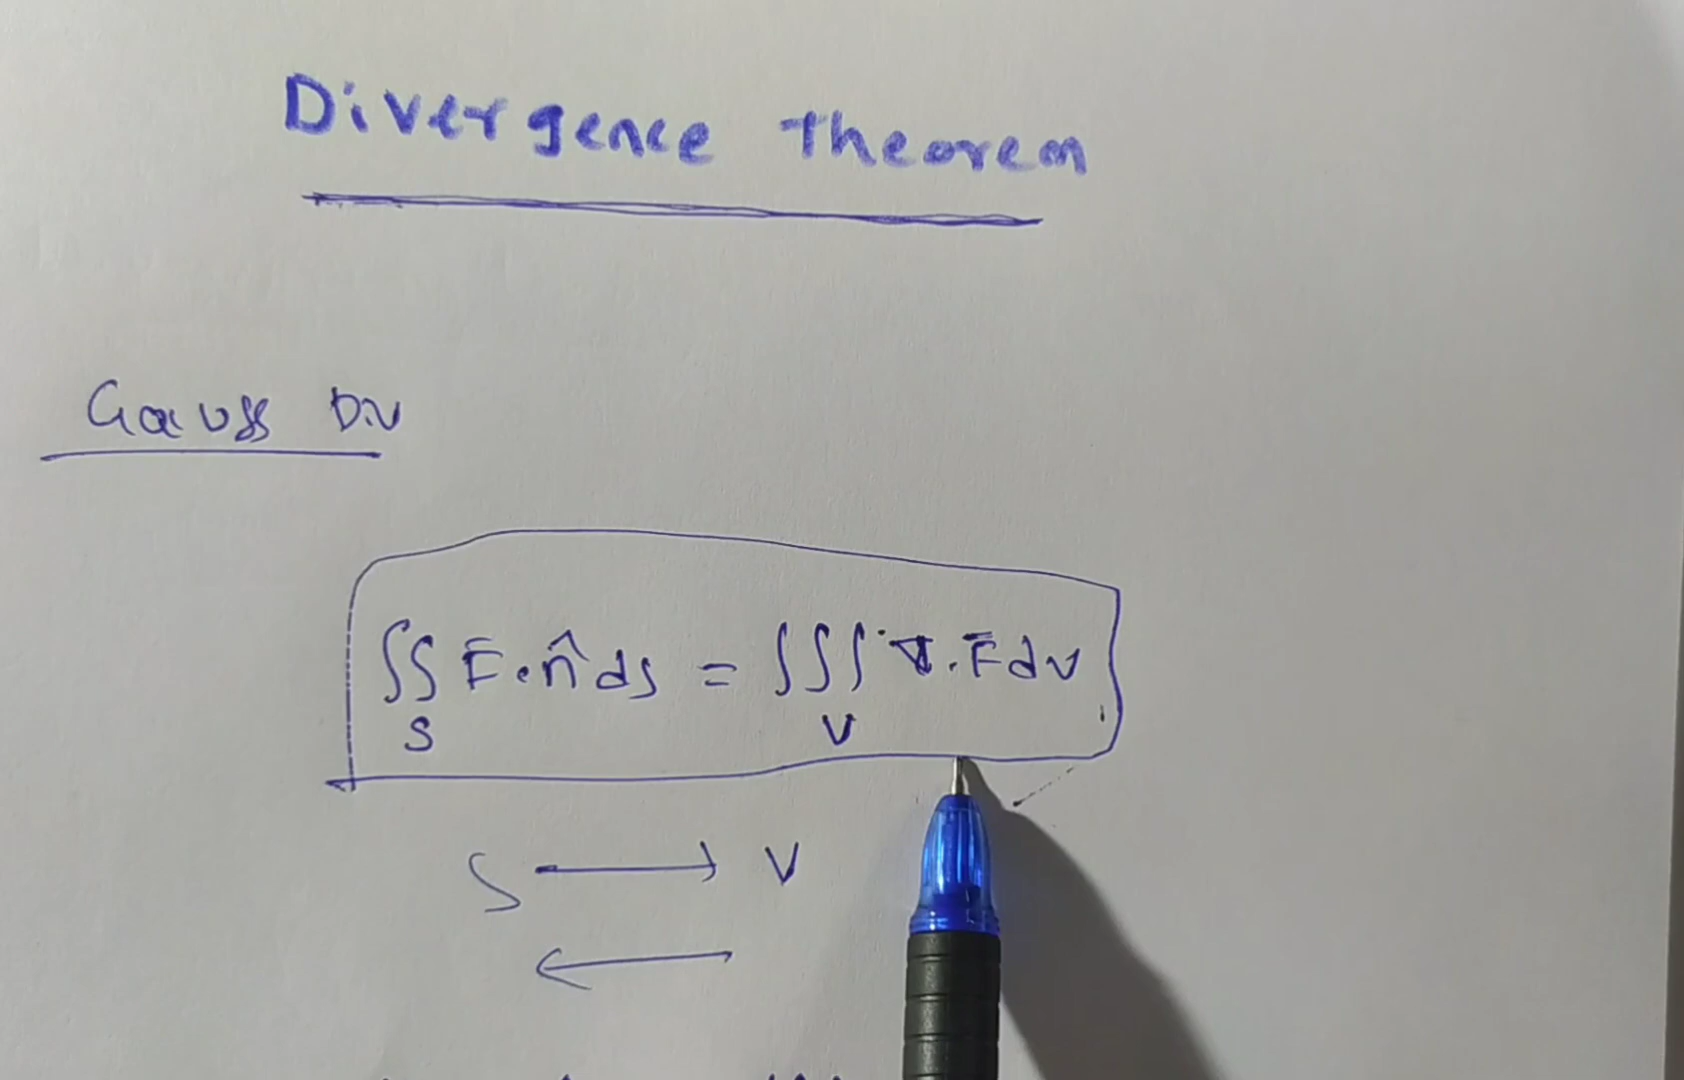 Divergence Theorem
Gauss Div
∬ F̄.n̂ ds = ∭ ∇.F̄ dv
S V
S → V
←